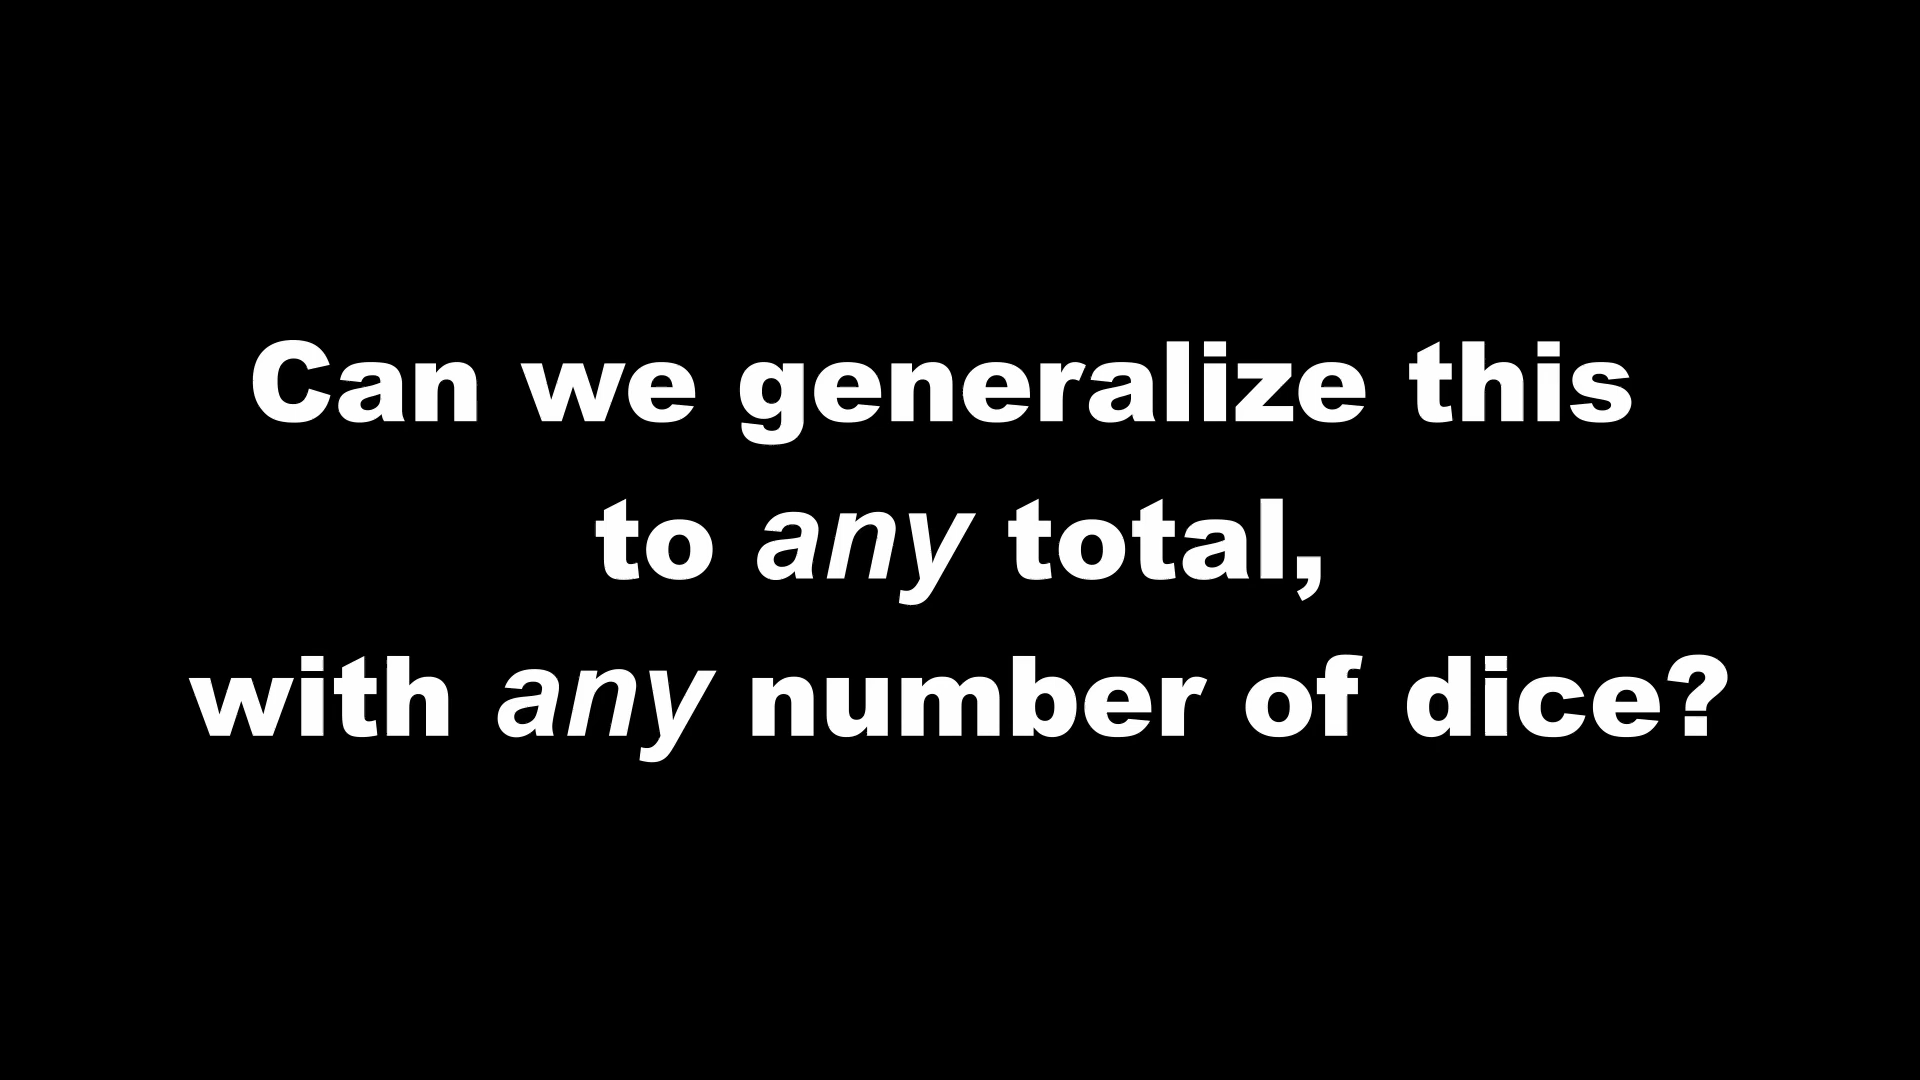 Can we generalize this
to any total,
with any number of dice?